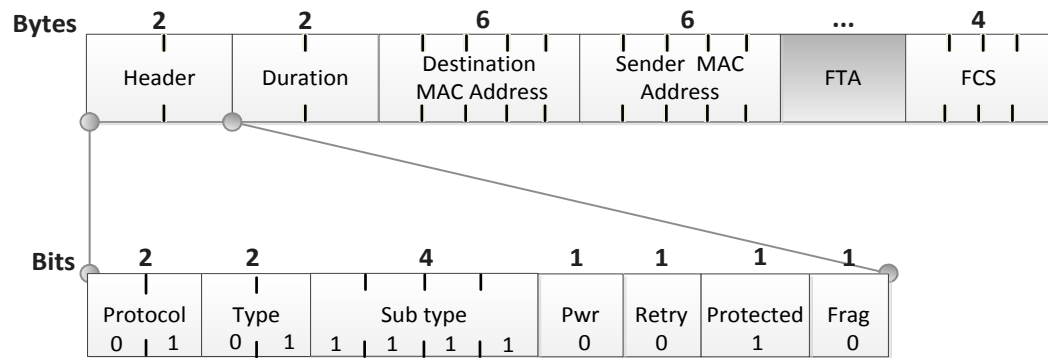 Bytes 2 2 6 6 ... 4
Header Duration Destination MAC Address Sender MAC Address FTA FCS
Bits 2 2 4 1 1 1 1
Protocol Type Sub type Pwr Retry Protected Frag
0 1 0 1 1 1 1 1 0 0 1 0